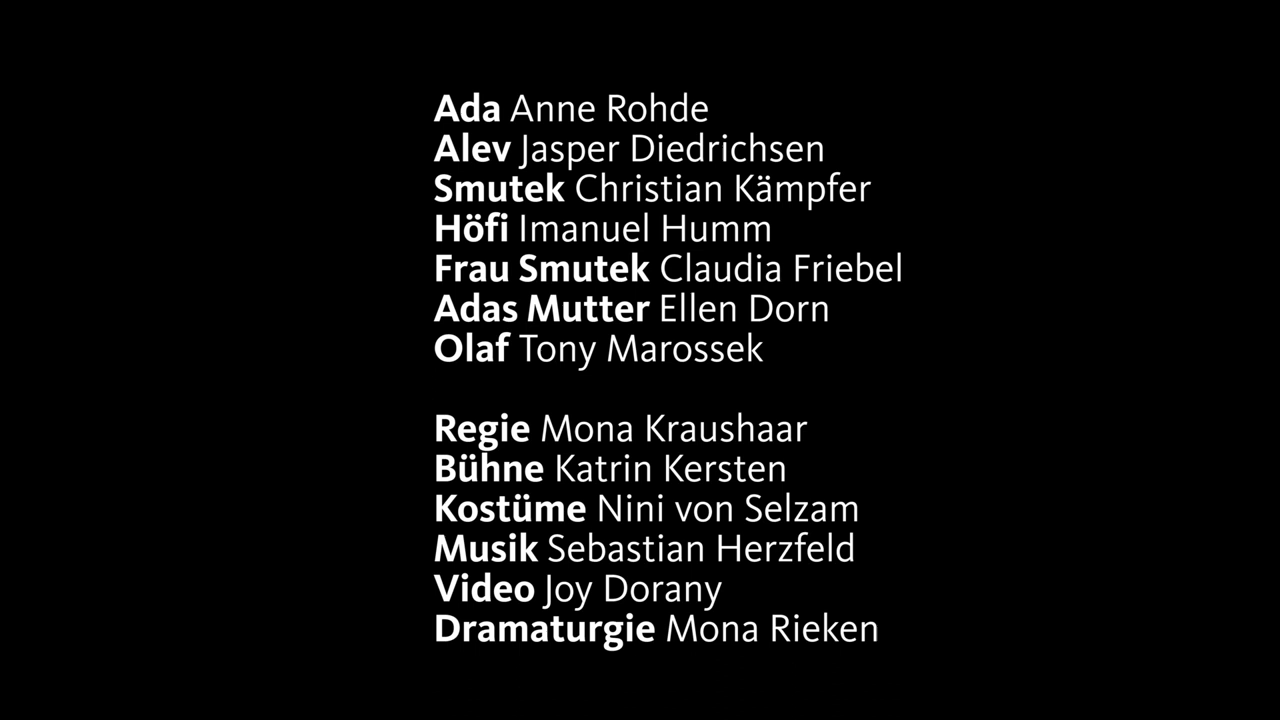 Ada Anne Rohde
Alev Jasper Diedrichsen
Smutek Christian Kämpfer
Höfi Imanuel Humm
Frau Smutek Claudia Friebel
Adas Mutter Ellen Dorn
Olaf Tony Marossek
Regie Mona Kraushaar
Bühne Katrin Kersten
Kostüme Nini von Selzam
Musik Sebastian Herzfeld
Video Joy Dorany
Dramaturgie Mona Rieken